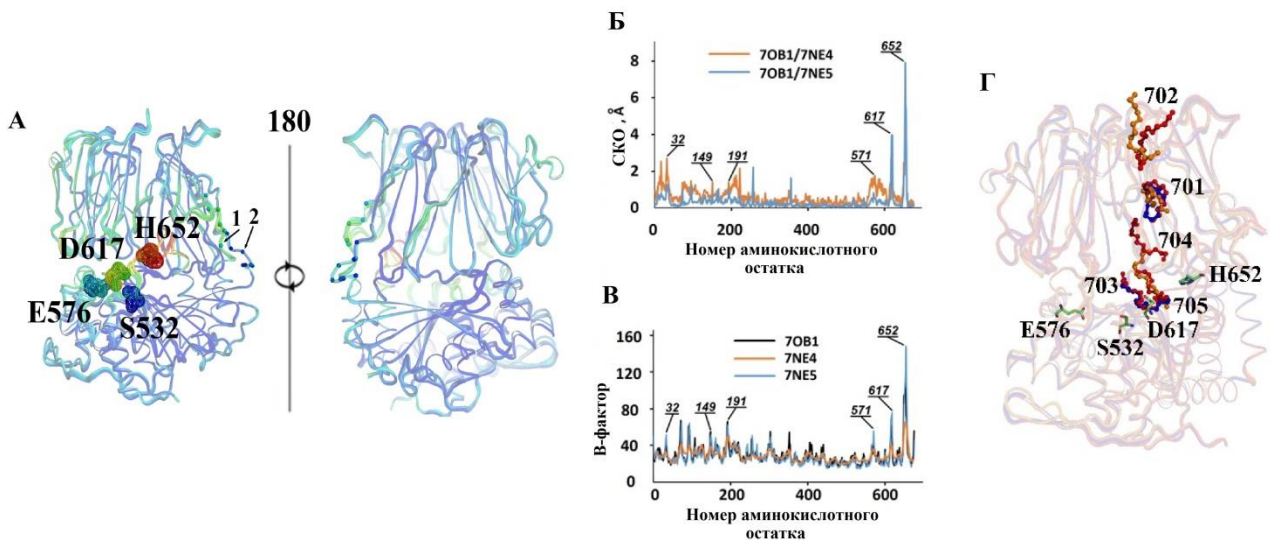 А
180
1 2
H652
D617
E576
S532
Б
7OB1/7NE4
7OB1/7NE5
652
617
571
32
149
191
СКО , Å
8
6
4
2
0
0
200
400
600
Номер аминокислотного
остатка
В
7OB1
7NE4
7NE5
652
617
571
32
149
191
В-фактор
160
120
80
40
0
0
200
400
600
Номер аминокислотного
остатка
Г
702
701
704
H652
703
705
E576
D617
S532